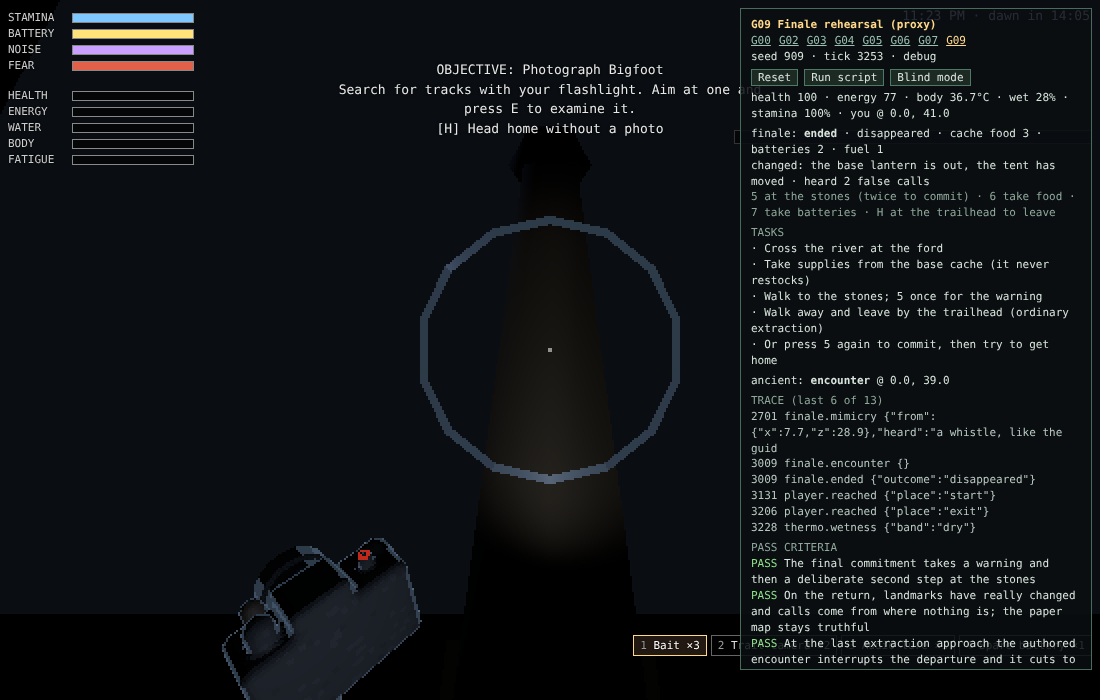 STAMINA
BATTERY
NOISE
FEAR
HEALTH
ENERGY
WATER
BODY
FATIGUE
OBJECTIVE: Photograph Bigfoot
Search for tracks with your flashlight. Aim at one and
press E to examine it.
[H] Head home without a photo
11:23 PM · dawn in 14:05
G09 Finale rehearsal (proxy)
G00 G02 G03 G04 G05 G06 G07 G09
seed 909 · tick 3253 · debug
Reset Run script Blind mode
health 100 · energy 77 · body 36.7°C · wet 28% ·
stamina 100% · you @ 0.0, 41.0
finale: ended · disappeared · cache food 3 ·
batteries 2 · fuel 1
changed: the base lantern is out, the tent has
moved · heard 2 false calls
5 at the stones (twice to commit) · 6 take food ·
7 take batteries · H at the trailhead to leave
TASKS
· Cross the river at the ford
· Take supplies from the base cache (it never
restocks)
· Walk to the stones; 5 once for the warning
· Walk away and leave by the trailhead (ordinary
extraction)
· Or press 5 again to commit, then try to get
home
ancient: encounter @ 0.0, 39.0
TRACE (last 6 of 13)
2701 finale.mimicry {"from":
{"x":7.7,"z":28.9},"heard":"a whistle, like the
guid
3009 finale.encounter {}
3009 finale.ended {"outcome":"disappeared"}
3131 player.reached {"place":"start"}
3206 player.reached {"place":"exit"}
3228 thermo.wetness {"band":"dry"}
PASS CRITERIA
PASS The final commitment takes a warning and
then a deliberate second step at the stones
PASS On the return, landmarks have really changed
and calls come from where nothing is; the paper
map stays truthful
PASS At the last extraction approach the authored
encounter interrupts the departure and it cuts to
1 Bait ×3
2